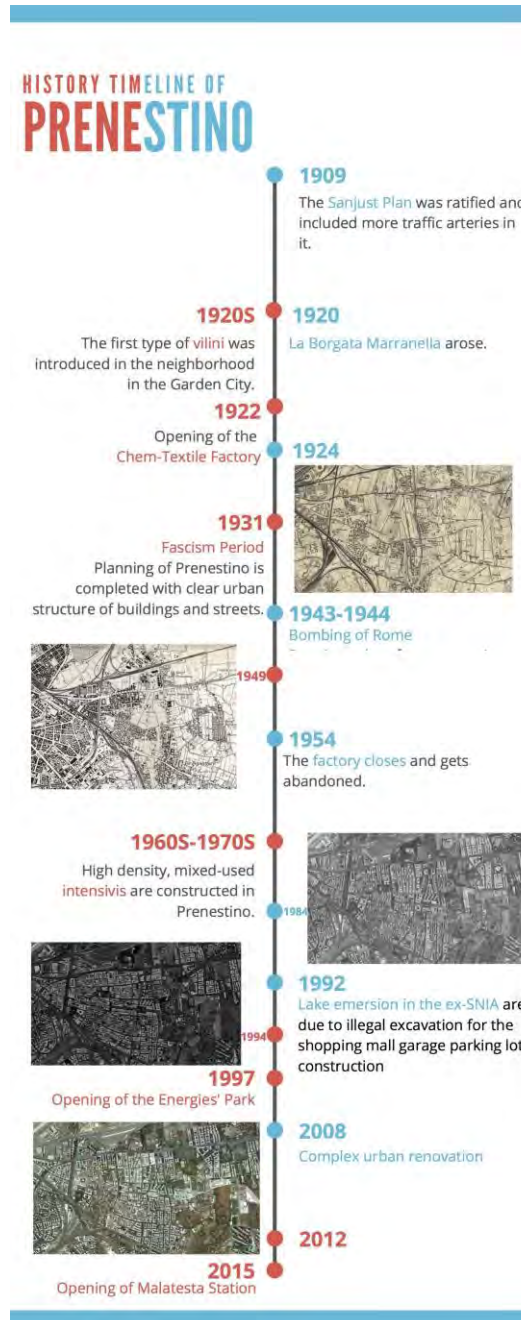 HISTORY TIMELINE OF
PRENESTINO
1909
The Sanjust Plan was ratified and
included more traffic arteries in
it.
1920S
The first type of vilini was
introduced in the neighborhood
in the Garden City.
1920
La Borgata Marranella arose.
1922
Opening of the
Chem-Textile Factory
1924
1931
Fascism Period
Planning of Prenestino is
completed with clear urban
structure of buildings and streets.
1943-1944
Bombing of Rome
1949
1954
The factory closes and gets
abandoned.
1960S-1970S
High density, mixed-used
intensivis are constructed in
Prenestino.
1984
1992
Lake emersion in the ex-SNIA are
due to illegal excavation for the
shopping mall garage parking lot
construction
1994
1997
Opening of the Energies' Park
2008
Complex urban renovation
2012
2015
Opening of Malatesta Station